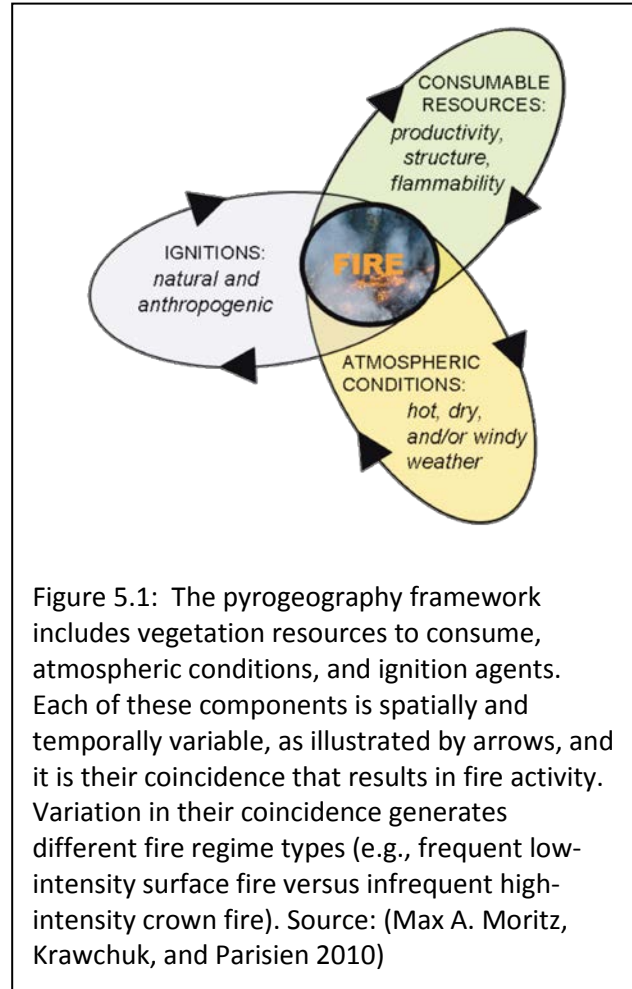 CONSUMABLE
RESOURCES:
productivity,
structure,
flammability
IGNITIONS:
natural and
anthropogenic
FIRE
ATMOSPHERIC
CONDITIONS:
hot, dry,
and/or windy
weather
Figure 5.1:  The pyrogeography framework
includes vegetation resources to consume,
atmospheric conditions, and ignition agents.
Each of these components is spatially and
temporally variable, as illustrated by arrows, and
it is their coincidence that results in fire activity.
Variation in their coincidence generates
different fire regime types (e.g., frequent low-
intensity surface fire versus infrequent high-
intensity crown fire). Source: (Max A. Moritz,
Krawchuk, and Parisien 2010)